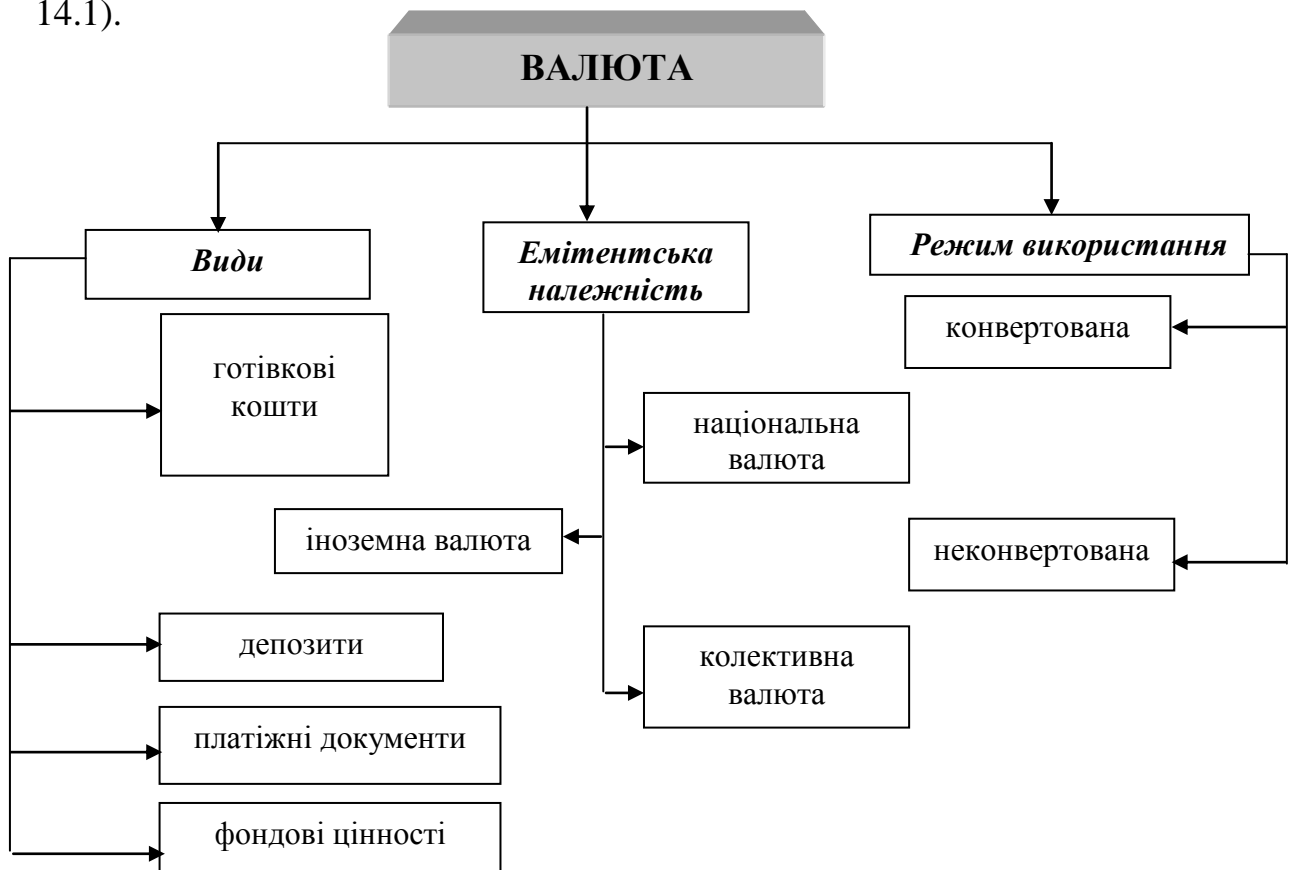 14.1).
ВАЛЮТА
Види
Емітентська
належність
Режим використання
готівкові
кошти
конвертована
національна
валюта
іноземна валюта
неконвертована
депозити
колективна
валюта
платіжні документи
фондові цінності